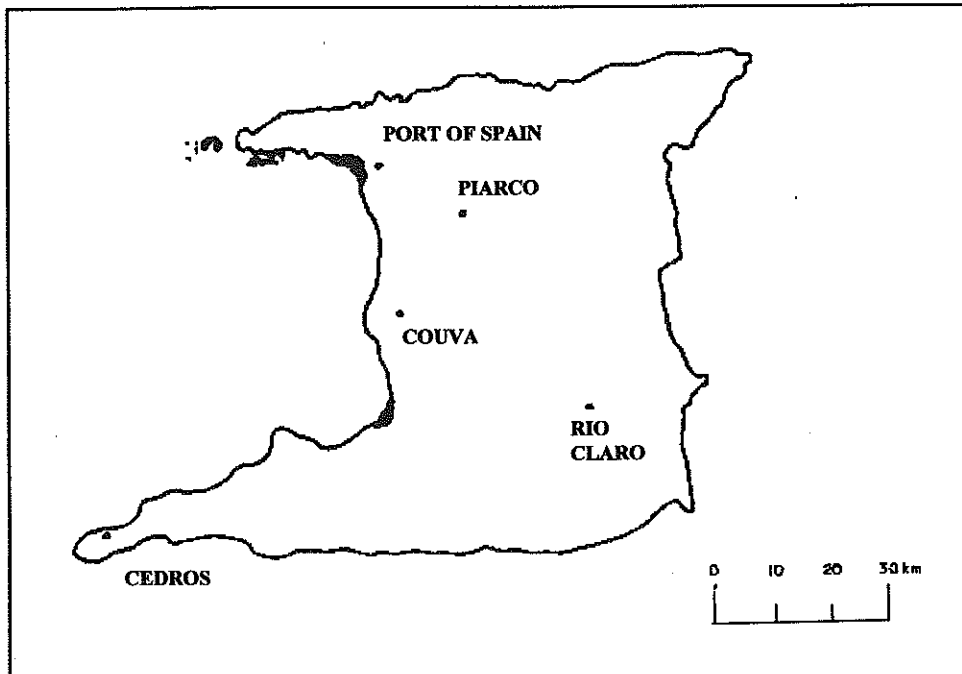 PORT OF SPAIN
PIARCO
COUVA
RIO
CLARO
CEDROS
0 10 20 30 km